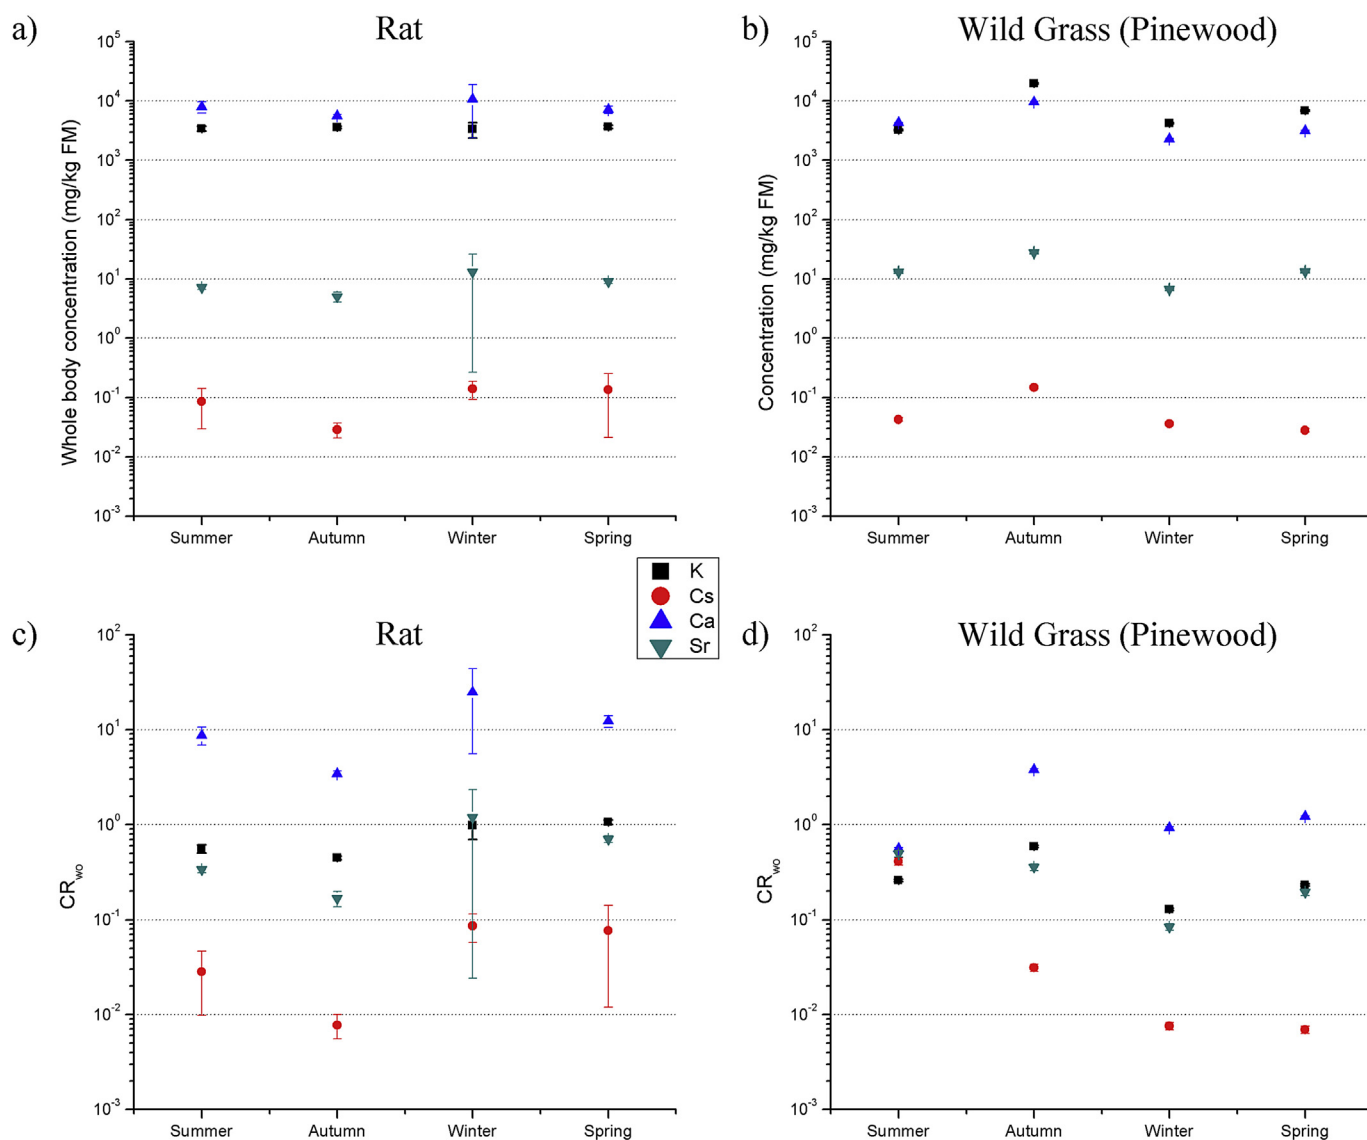 a)
Rat
Whole body concentration (mg/kg FM)
10⁵
10⁴
10³
10²
10¹
10⁰
10⁻¹
10⁻²
10⁻³
Summer Autumn Winter Spring
b)
Wild Grass (Pinewood)
Concentration (mg/kg FM)
10⁵
10⁴
10³
10²
10¹
10⁰
10⁻¹
10⁻²
10⁻³
Summer Autumn Winter Spring
K
Cs
Ca
Sr
c)
Rat
CRwo
10²
10¹
10⁰
10⁻¹
10⁻²
10⁻³
Summer Autumn Winter Spring
d)
Wild Grass (Pinewood)
CRwo
10²
10¹
10⁰
10⁻¹
10⁻²
10⁻³
Summer Autumn Winter Spring